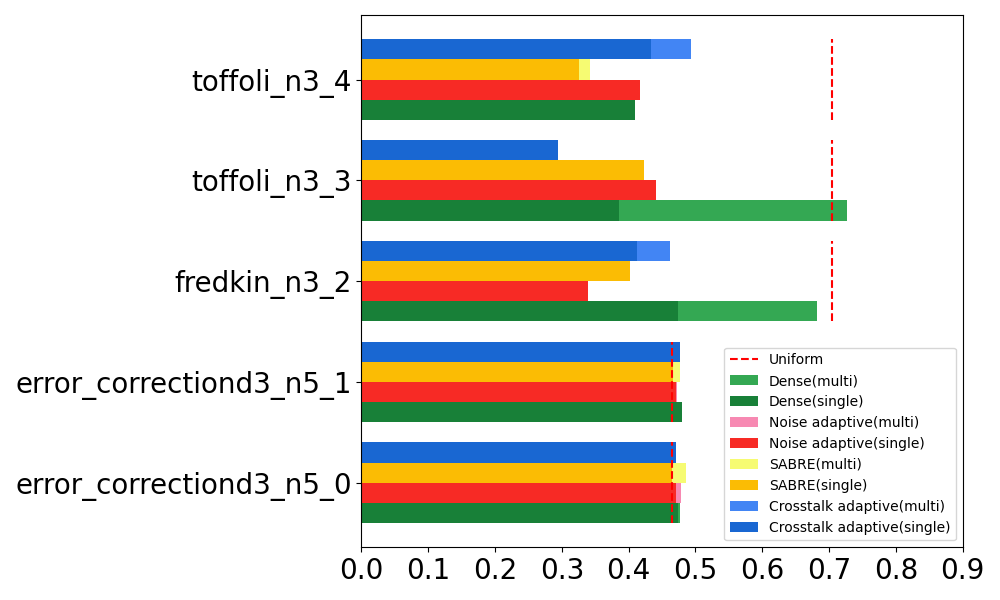 toffoli_n3_4
toffoli_n3_3
fredkin_n3_2
error_correctiond3_n5_1
error_correctiond3_n5_0
Uniform
Dense(multi)
Dense(single)
Noise adaptive(multi)
Noise adaptive(single)
SABRE(multi)
SABRE(single)
Crosstalk adaptive(multi)
Crosstalk adaptive(single)
0.0 0.1 0.2 0.3 0.4 0.5 0.6 0.7 0.8 0.9